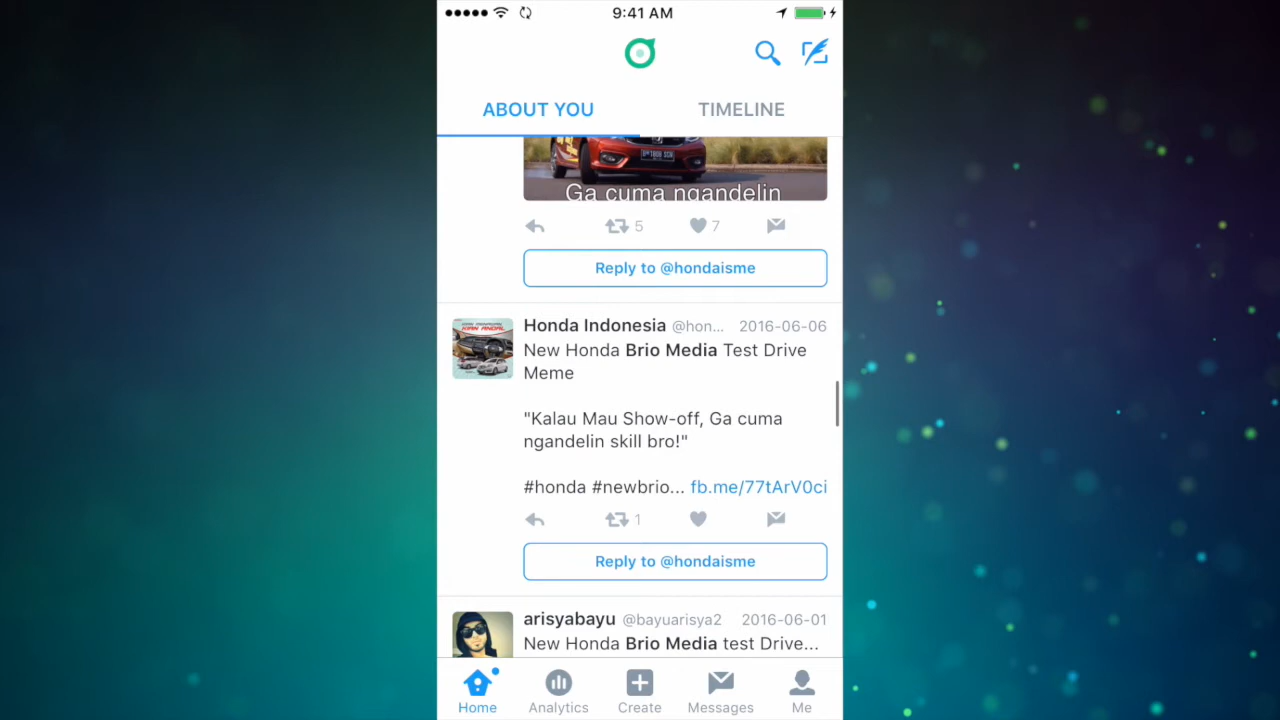 9:41 AM
ABOUT YOU TIMELINE
Ga cuma ngandelin
5 7
Reply to @hondaisme
Honda Indonesia @hon... 2016-06-06
New Honda Brio Media Test Drive
Meme
"Kalau Mau Show-off, Ga cuma
ngandelin skill bro!"
#honda #newbrio... fb.me/77tArV0ci
1
Reply to @hondaisme
arisyabayu @bayuarisya2 2016-06-01
New Honda Brio Media test Drive...
Home Analytics Create Messages Me